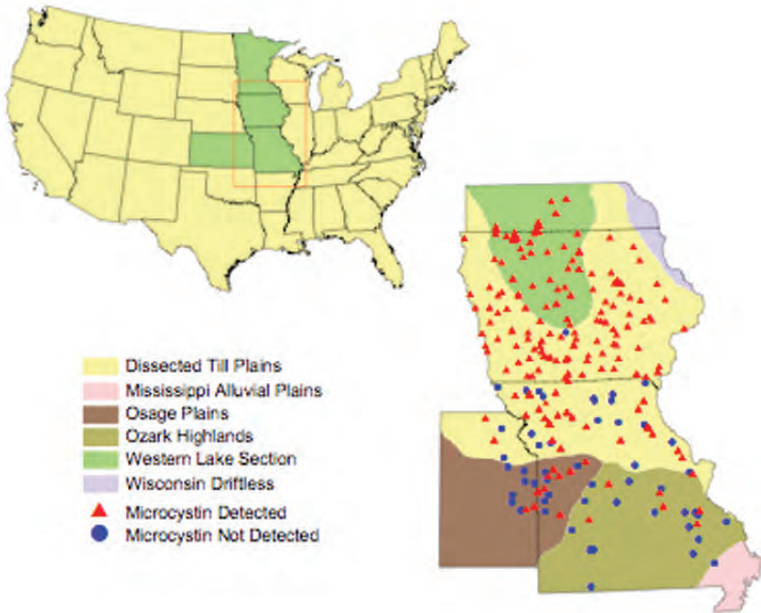 Dissected Till Plains
Mississippi Alluvial Plains
Osage Plains
Ozark Highlands
Western Lake Section
Wisconsin Driftless
Microcystin Detected
Microcystin Not Detected